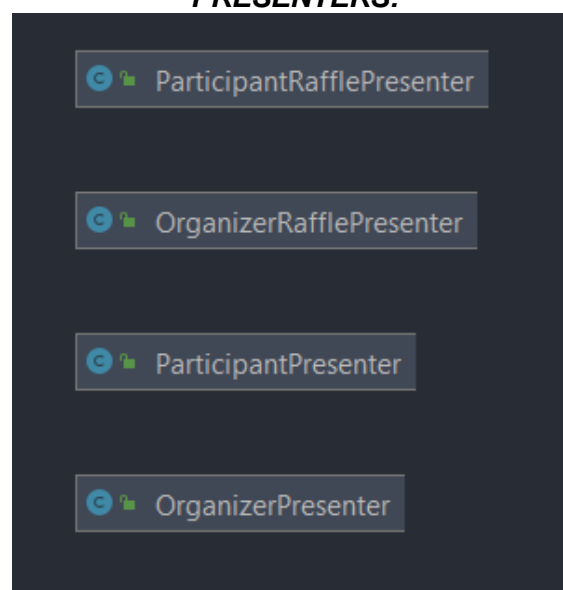 PRESENTERS:
C ParticipantRafflePresenter
C OrganizerRafflePresenter
C ParticipantPresenter
C OrganizerPresenter